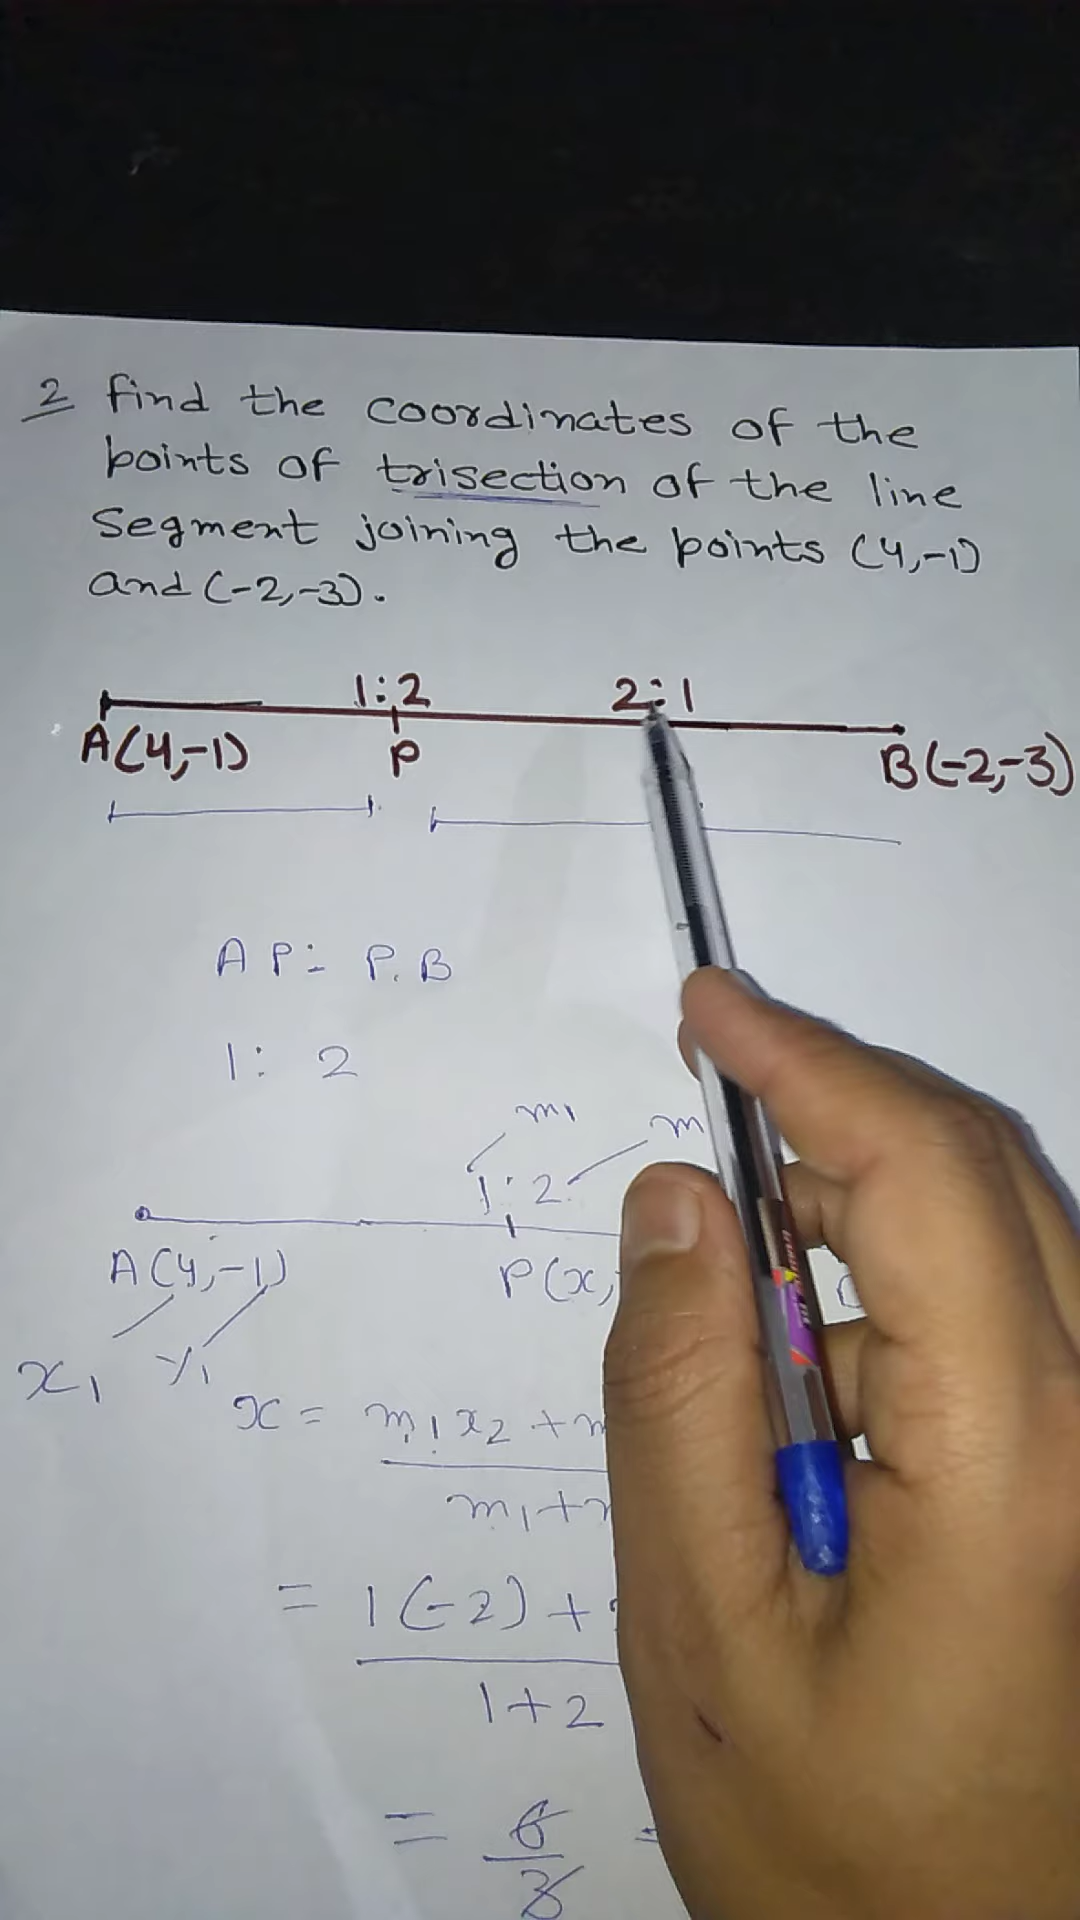 2 find the coordinates of the
points of trisection of the line
segment joining the points (4,-1)
and (-2,-3).
1:2 2:1
A(4,-1) P B(-2,-3)
AP: P.B
1: 2
m1 m
1:2
A(4,-1) P(x,
x1 y1
x = m1x2 +
m1+
= 1(-2) +
1+2
= 6
3